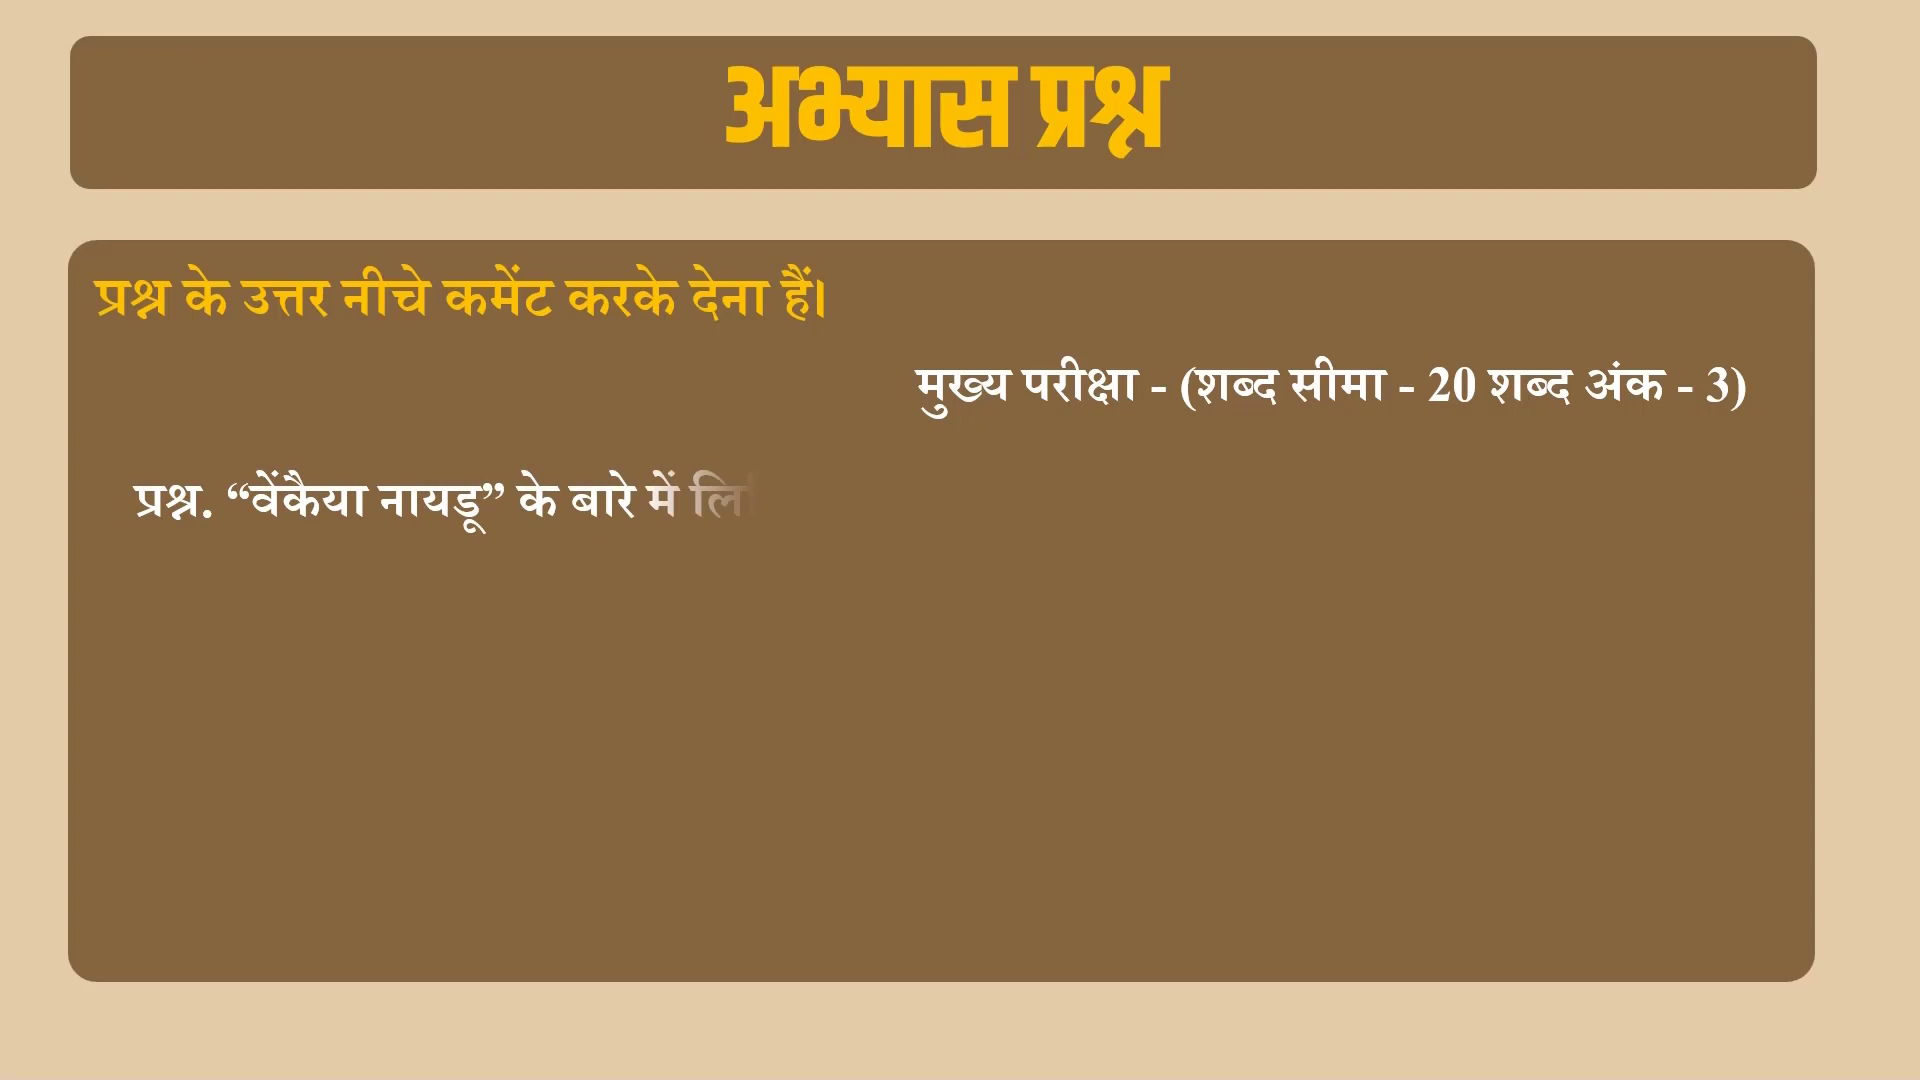 अभ्यास प्रश्न
प्रश्न के उत्तर नीचे कमेंट करके देना हैं।
मुख्य परीक्षा - (शब्द सीमा - 20 शब्द अंक - 3)
प्रश्न. “वेंकैया नायडू” के बारे में